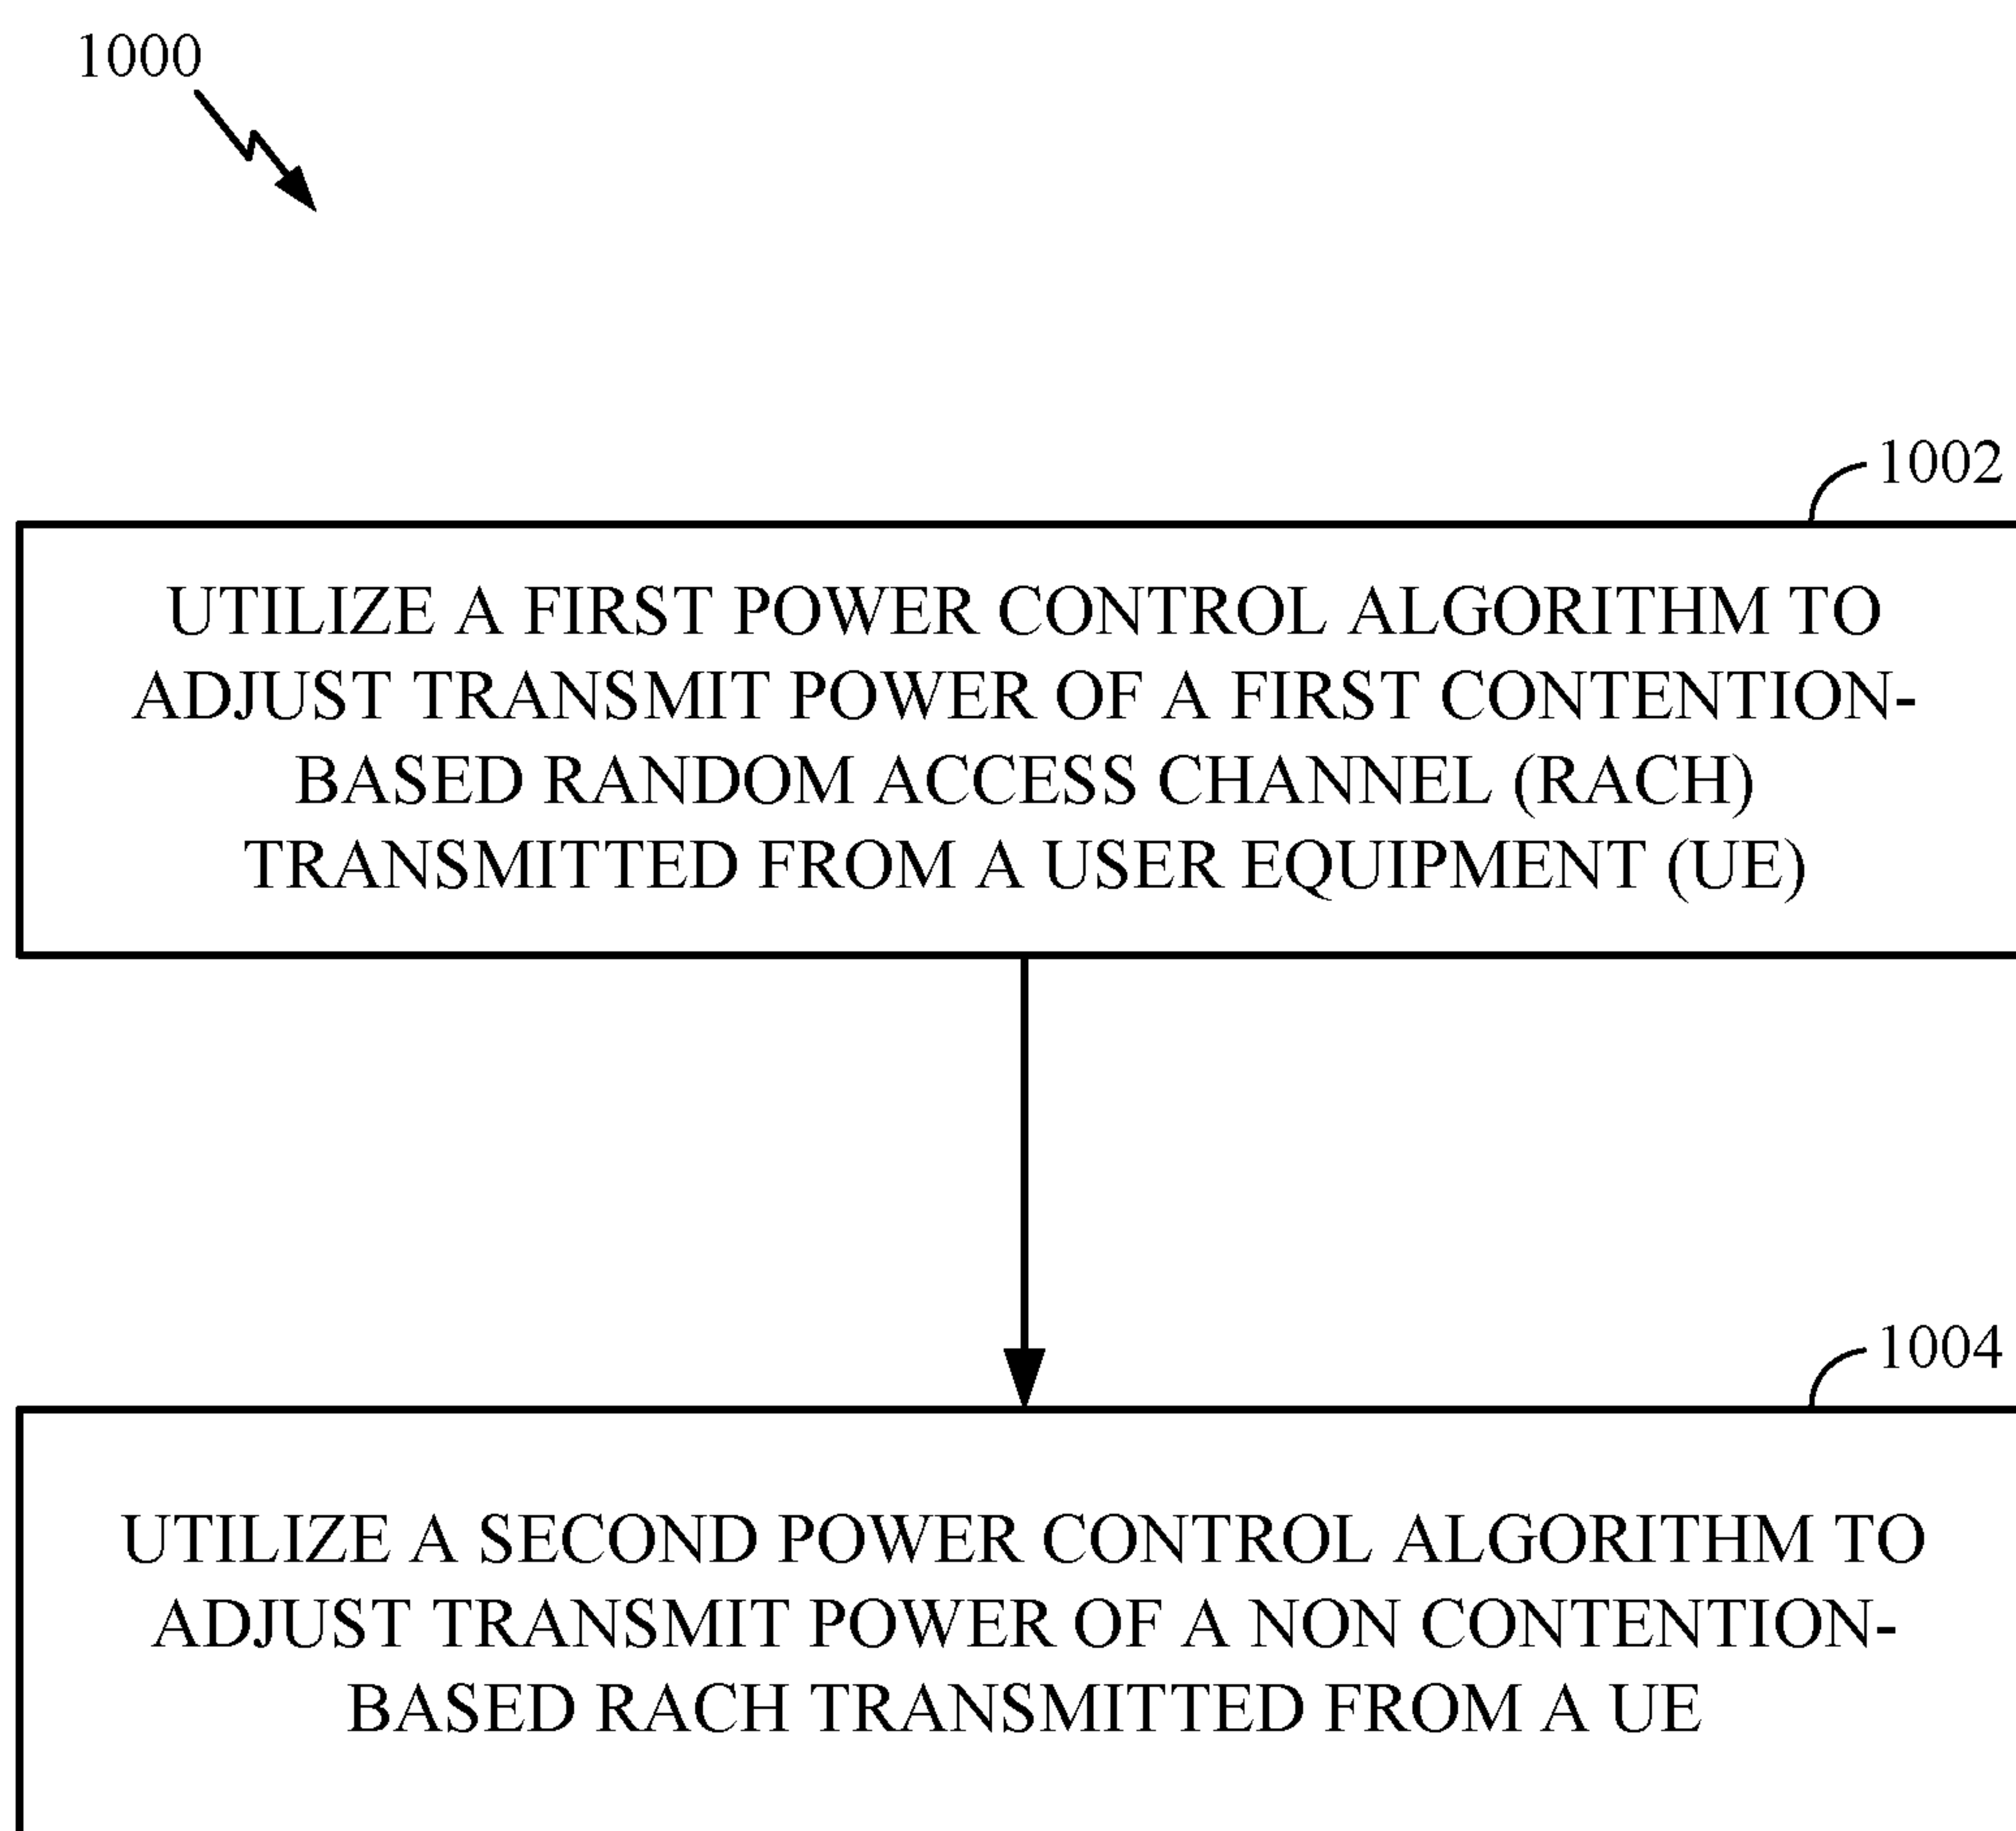 1000
1002
UTILIZE A FIRST POWER CONTROL ALGORITHM TO
ADJUST TRANSMIT POWER OF A FIRST CONTENTION-
BASED RANDOM ACCESS CHANNEL (RACH)
TRANSMITTED FROM A USER EQUIPMENT (UE)
1004
UTILIZE A SECOND POWER CONTROL ALGORITHM TO
ADJUST TRANSMIT POWER OF A NON CONTENTION-
BASED RACH TRANSMITTED FROM A UE